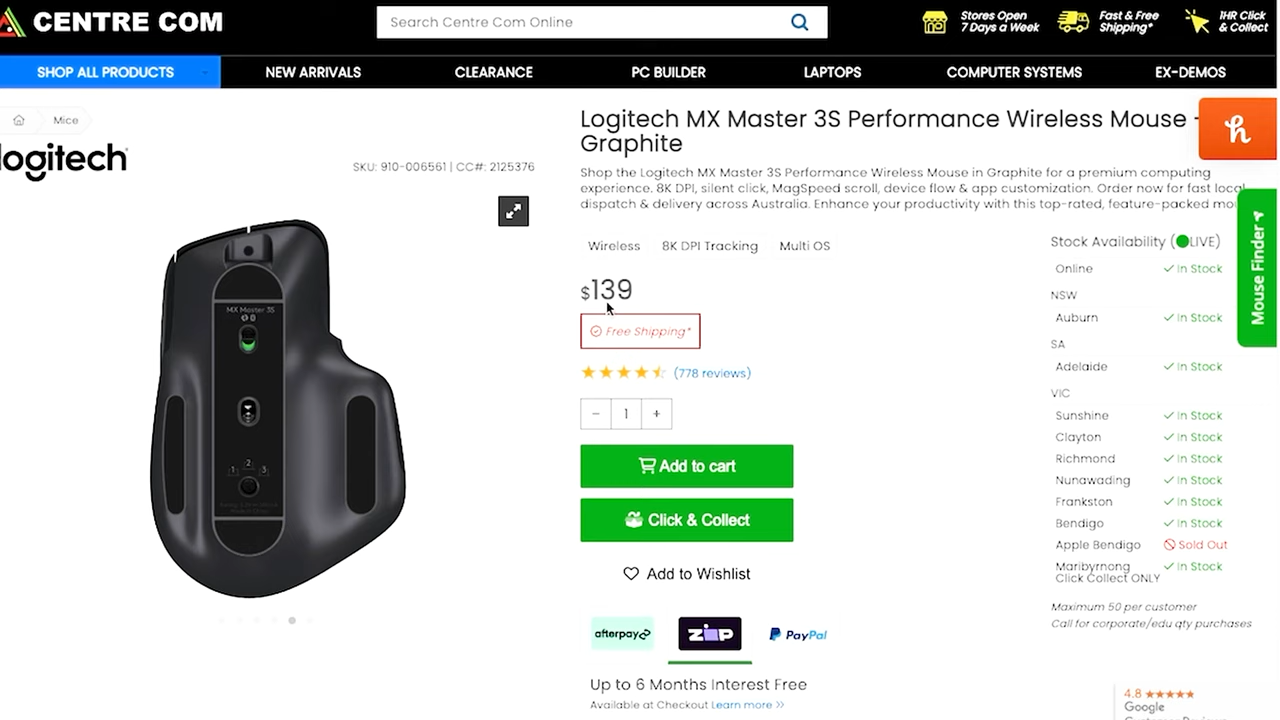 CENTRE COM
Search Centre Com Online
Stores Open
7 Days a Week
Fast & Free
Shipping*
1HR Click
& Collect
SHOP ALL PRODUCTS
NEW ARRIVALS
CLEARANCE
PC BUILDER
LAPTOPS
COMPUTER SYSTEMS
EX-DEMOS
Mice
logitech
SKU: 910-006561 | CC#: 2125376
MX Master 3S
1 2 3
Logitech MX Master 3S Performance Wireless Mouse -
Graphite
Shop the Logitech MX Master 3S Performance Wireless Mouse in Graphite for a premium computing
experience. 8K DPI, silent click, MagSpeed scroll, device flow & app customization. Order now for fast local
dispatch & delivery across Australia. Enhance your productivity with this top-rated, feature-packed mo
Wireless
8K DPI Tracking
Multi OS
$139
Free Shipping*
(778 reviews)
− 1 +
Add to cart
Click & Collect
Add to Wishlist
afterpay
ZIP
PayPal
Up to 6 Months Interest Free
Available at Checkout Learn more »
Stock Availability (LIVE)
Online In Stock
NSW
Auburn In Stock
SA
Adelaide In Stock
VIC
Sunshine In Stock
Clayton In Stock
Richmond In Stock
Nunawading In Stock
Frankston In Stock
Bendigo In Stock
Apple Bendigo Sold Out
Maribyrnong In Stock
Click Collect ONLY
Maximum 50 per customer
Call for corporate/edu qty purchases
h
Mouse Finder
4.8
Google